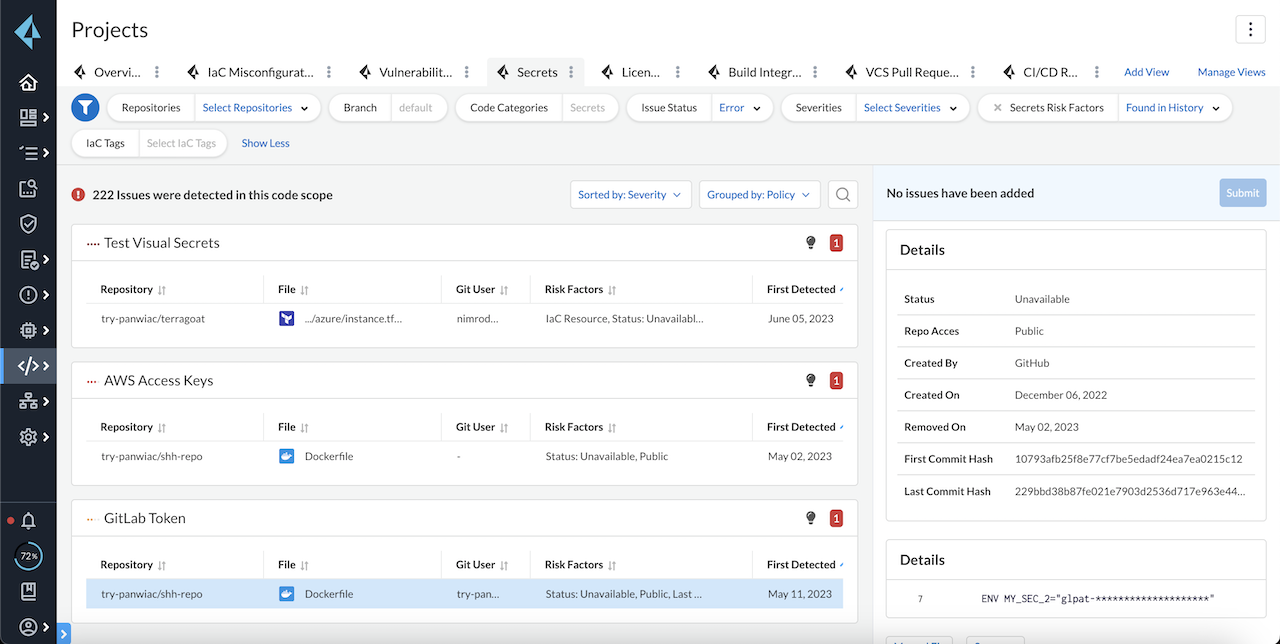 Projects
Overvi... IaC Misconfigurat... Vulnerabilit... Secrets Licen... Build Integr... VCS Pull Reque... CI/CD R... Add View Manage Views
Repositories Select Repositories Branch default Code Categories Secrets Issue Status Error Severities Select Severities Secrets Risk Factors Found in History
IaC Tags Select IaC Tags Show Less
222 Issues were detected in this code scope Sorted by: Severity Grouped by: Policy
Test Visual Secrets 1
Repository File Git User Risk Factors First Detected
try-panwiac/terragoat .../azure/instance.tf... nimrod... IaC Resource, Status: Unavailabl... June 05, 2023
AWS Access Keys 1
Repository File Git User Risk Factors First Detected
try-panwiac/shh-repo Dockerfile - Status: Unavailable, Public May 02, 2023
GitLab Token 1
Repository File Git User Risk Factors First Detected
try-panwiac/shh-repo Dockerfile try-pan... Status: Unavailable, Public, Last ... May 11, 2023
72%
No issues have been added Submit
Details
Status Unavailable
Repo Acces Public
Created By GitHub
Created On December 06, 2022
Removed On May 02, 2023
First Commit Hash 10793afb25f8e77cf7be5edadf24ea7ea0215c12
Last Commit Hash 229bbd38b87fe021e7903d2536d717e963e44...
Details
7 ENV MY_SEC_2="glpat-********************"